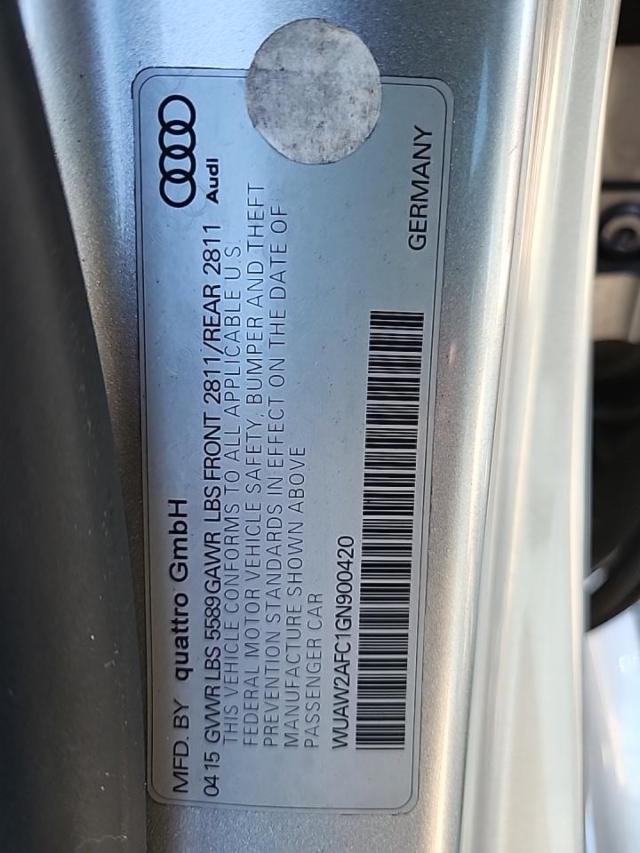 MFD. BY quattro GmbH
Audi
04 15 GVWR LBS 5589 GAWR LBS FRONT 2811/REAR 2811
THIS VEHICLE CONFORMS TO ALL APPLICABLE U.S.
FEDERAL MOTOR VEHICLE SAFETY, BUMPER AND THEFT
PREVENTION STANDARDS IN EFFECT ON THE DATE OF
MANUFACTURE SHOWN ABOVE
PASSENGER CAR
WUAW2AFC1GN900420
GERMANY